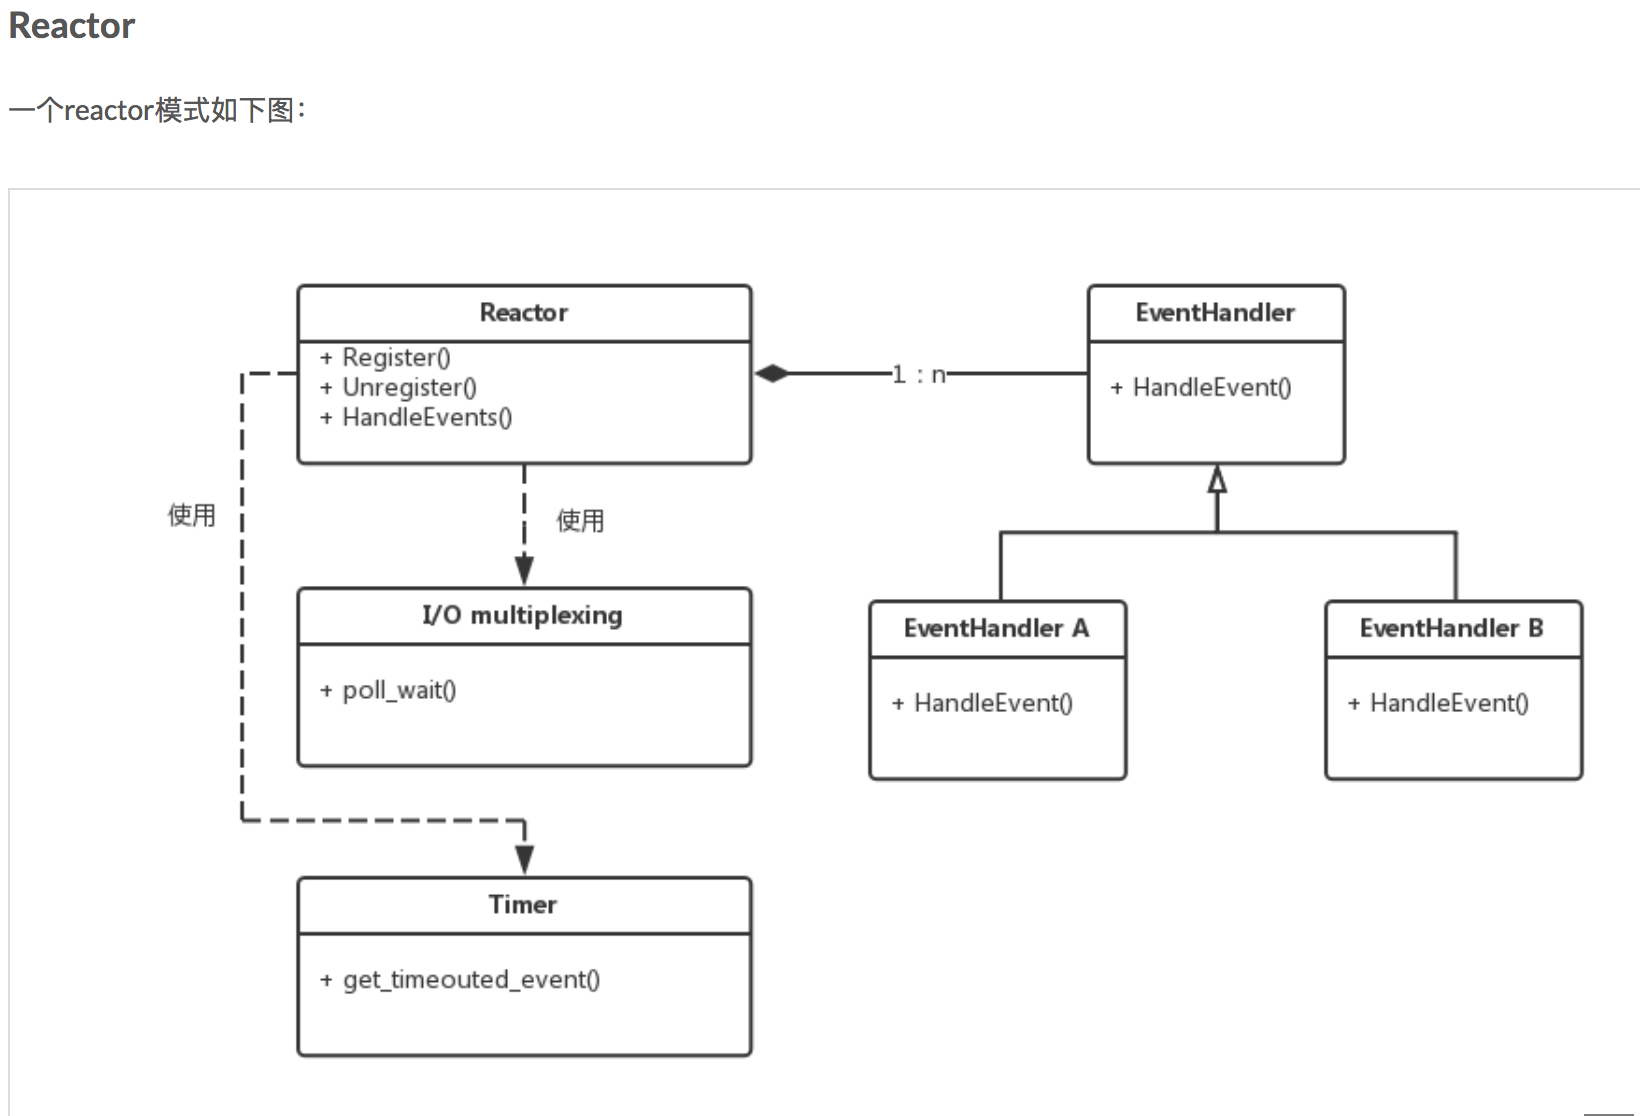 Reactor
一个reactor模式如下图：
Reactor
+ Register()
+ Unregister()
+ HandleEvents()
1 : n
EventHandler
+ HandleEvent()
使用
使用
I/O multiplexing
+ poll_wait()
EventHandler A
+ HandleEvent()
EventHandler B
+ HandleEvent()
Timer
+ get_timeouted_event()